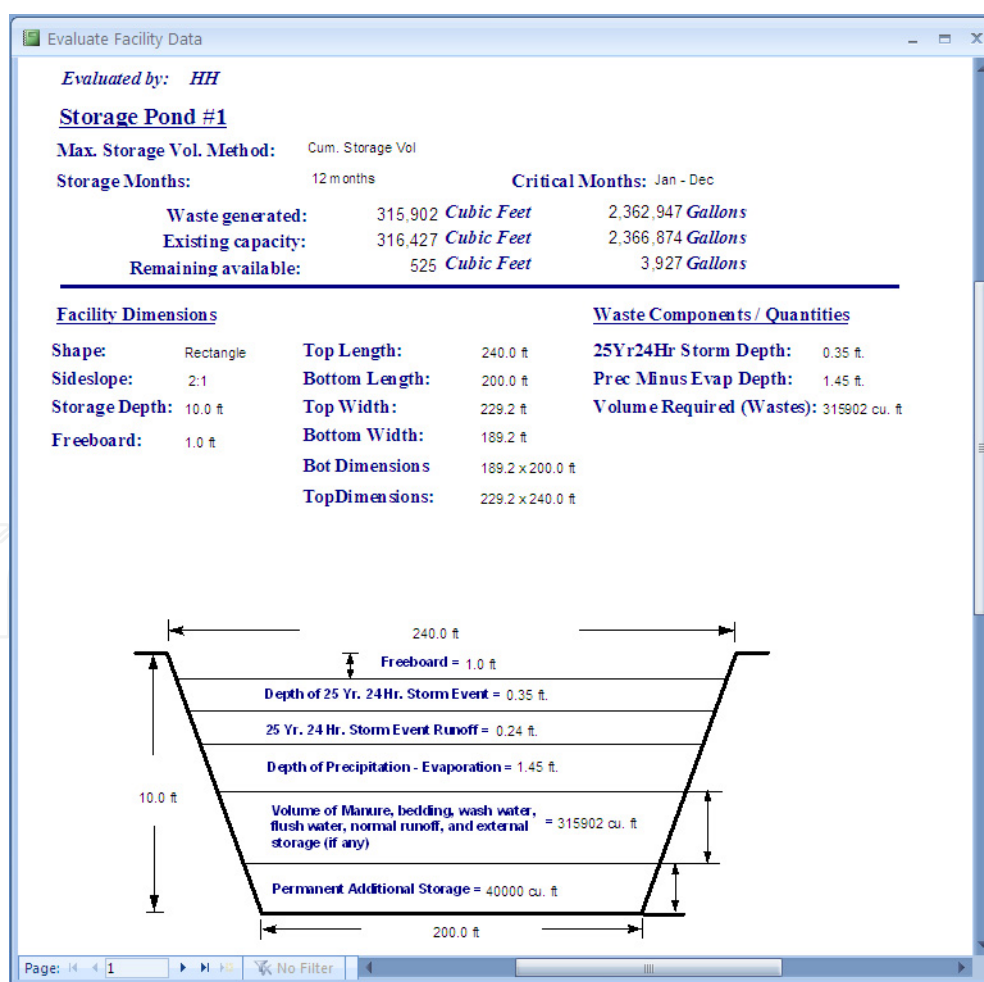 Evaluate Facility Data
Evaluated by: HH
Storage Pond #1
Max. Storage Vol. Method: Cum. Storage Vol
Storage Months: 12 months Critical Months: Jan - Dec
Waste generated: 315,902 Cubic Feet 2,362,947 Gallons
Existing capacity: 316,427 Cubic Feet 2,366,874 Gallons
Remaining available: 525 Cubic Feet 3,927 Gallons
Facility Dimensions Waste Components / Quantities
Shape: Rectangle Top Length: 240.0 ft 25Yr24Hr Storm Depth: 0.35 ft.
Sideslope: 2:1 Bottom Length: 200.0 ft Prec Minus Evap Depth: 1.45 ft.
Storage Depth: 10.0 ft Top Width: 229.2 ft Volume Required (Wastes): 315902 cu. ft
Freeboard: 1.0 ft Bottom Width: 189.2 ft
Bot Dimensions 189.2 x 200.0 ft
TopDimensions: 229.2 x 240.0 ft
240.0 ft
Freeboard = 1.0 ft
Depth of 25 Yr. 24Hr. Storm Event = 0.35 ft.
25 Yr. 24 Hr. Storm Event Runoff = 0.24 ft.
Depth of Precipitation - Evaporation = 1.45 ft.
10.0 ft
Volume of Manure, bedding, wash water,
flush water, normal runoff, and external = 315902 cu. ft
storage (if any)
Permanent Additional Storage = 40000 cu. ft
200.0 ft
Page: 1 No Filter